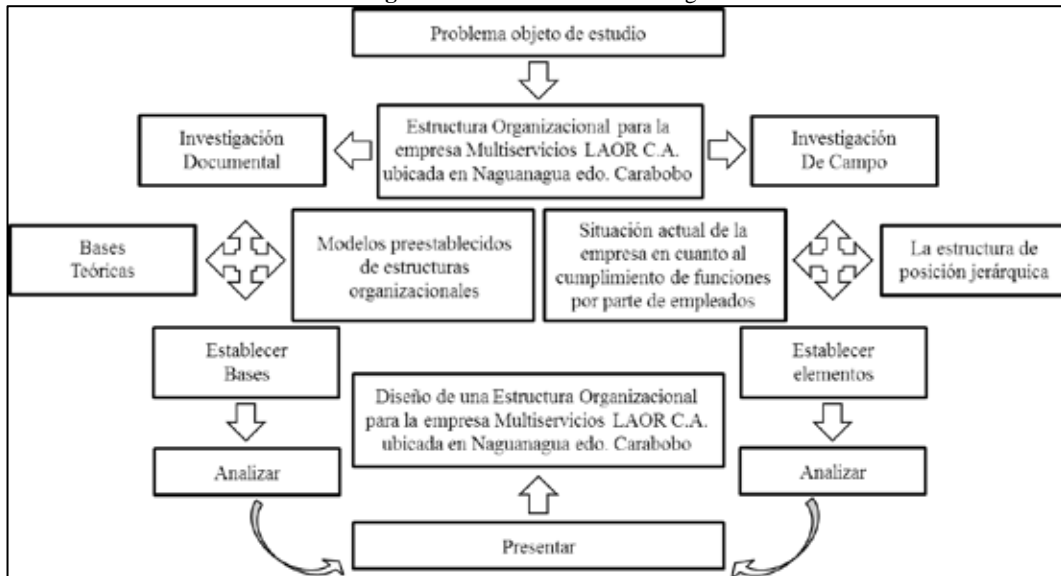 Problema objeto de estudio
Investigación
Documental
Estructura Organizacional para la
empresa Multiservicios LAOR C.A.
ubicada en Naguanagua edo. Carabobo
Investigación
De Campo
Bases
Teóricas
Modelos preestablecidos
de estructuras
organizacionales
Situación actual de la
empresa en cuanto al
cumplimiento de funciones
por parte de empleados
La estructura de
posición jerárquica
Establecer
Bases
Establecer
elementos
Diseño de una Estructura Organizacional
para la empresa Multiservicios LAOR C.A.
ubicada en Naguanagua edo. Carabobo
Analizar
Analizar
Presentar